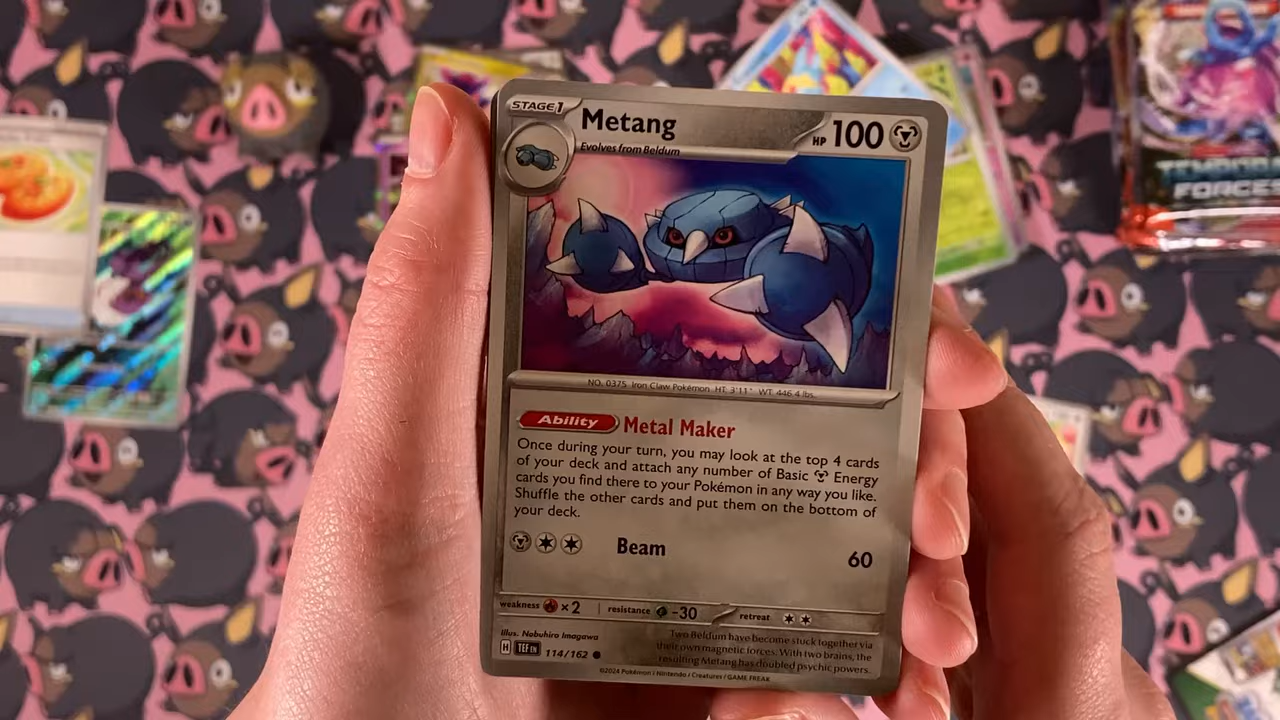 STAGE 1
Metang
HP 100
Evolves from Beldum
TEMPORAL
FORCES
NO. 0375 Iron Claw Pokémon HT: 3'11" WT: 446.4 lbs.
Ability Metal Maker
Once during your turn, you may look at the top 4 cards
of your deck and attach any number of Basic Energy
cards you find there to your Pokémon in any way you like.
Shuffle the other cards and put them on the bottom of
your deck.
Beam 60
weakness ×2 resistance -30 retreat
Illus. Nobuhiro Imagawa
H TEF EN 114/162
Two Beldum have become stuck together via
their own magnetic forces. With two brains, the
resulting Metang has doubled psychic powers.
©2024 Pokémon / Nintendo / Creatures / GAME FREAK